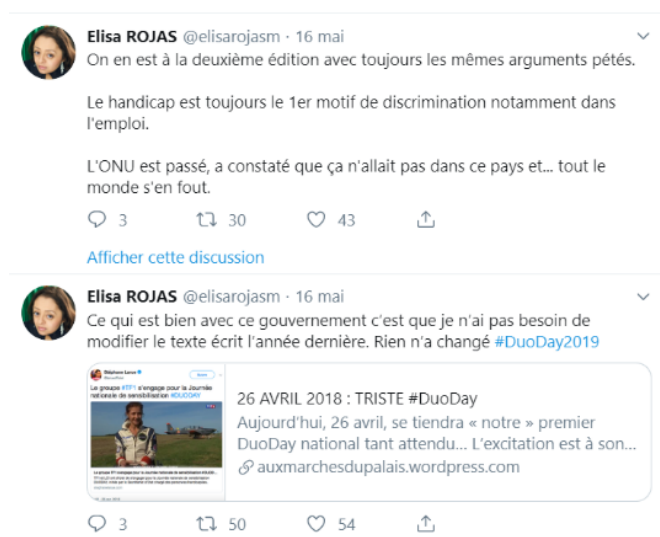 Elisa ROJAS @elisarojasm · 16 mai
On en est à la deuxième édition avec toujours les mêmes arguments pétés.
Le handicap est toujours le 1er motif de discrimination notamment dans
l'emploi.
L'ONU est passé, a constaté que ça n'allait pas dans ce pays et... tout le
monde s'en fout.
3 30 43
Afficher cette discussion
Elisa ROJAS @elisarojasm · 16 mai
Ce qui est bien avec ce gouvernement c'est que je n'ai pas besoin de
modifier le texte écrit l'année dernière. Rien n'a changé #DuoDay2019
Le groupe #TF1 s'engage pour la Journée
nationale de sensibilisation #DUODAY
26 AVRIL 2018 : TRISTE #DuoDay
Aujourd'hui, 26 avril, se tiendra « notre » premier
DuoDay national tant attendu... L'excitation est à son...
auxmarchesdupalais.wordpress.com
3 50 54